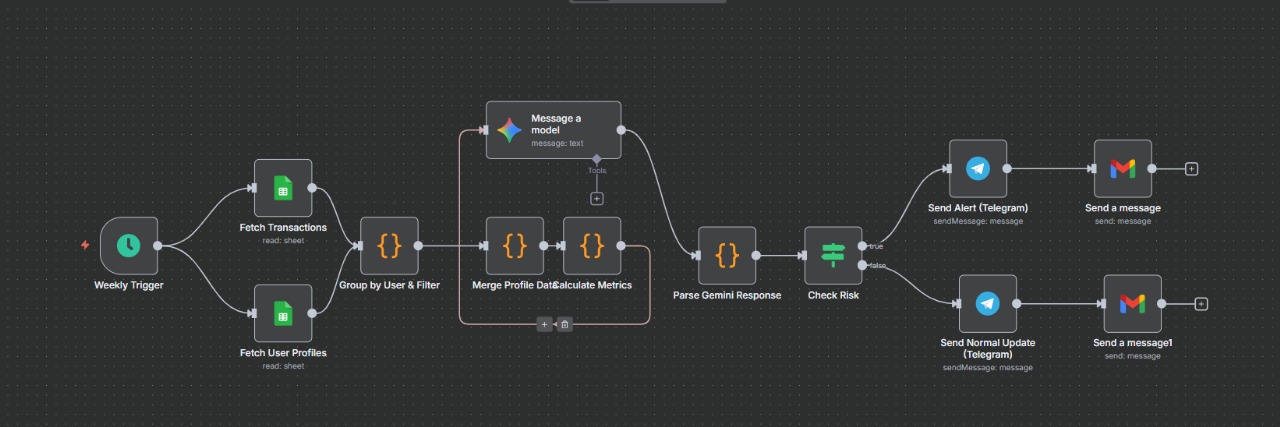 Message a
model
message: text
Tools
Fetch Transactions
read: sheet
Weekly Trigger
Group by User & Filter
Merge Profile Data
Calculate Metrics
Fetch User Profiles
read: sheet
Parse Gemini Response
Check Risk
true
false
Send Alert (Telegram)
sendMessage: message
Send a message
send: message
Send Normal Update
(Telegram)
sendMessage: message
Send a message1
send: message